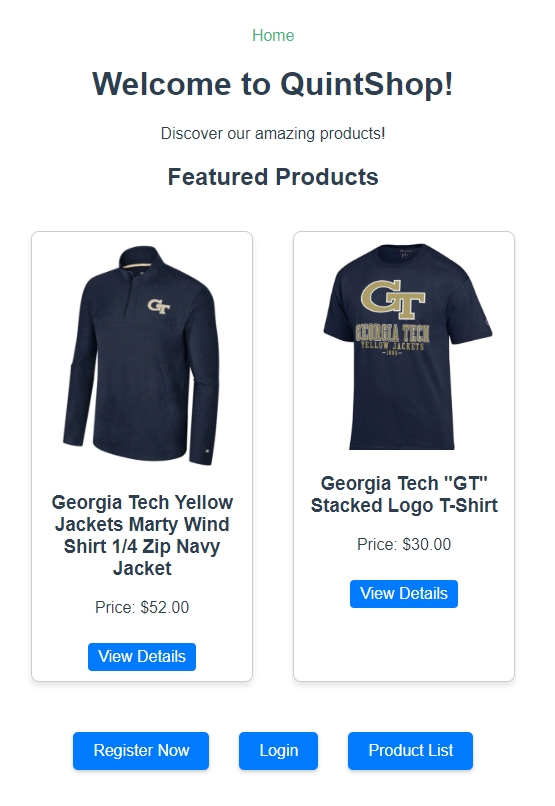 Home
Welcome to QuintShop!
Discover our amazing products!
Featured Products
GT
GT
GEORGIA TECH
YELLOW JACKETS
1885
Georgia Tech Yellow
Jackets Marty Wind
Shirt 1/4 Zip Navy
Jacket
Price: $52.00
View Details
Georgia Tech "GT"
Stacked Logo T-Shirt
Price: $30.00
View Details
Register Now
Login
Product List